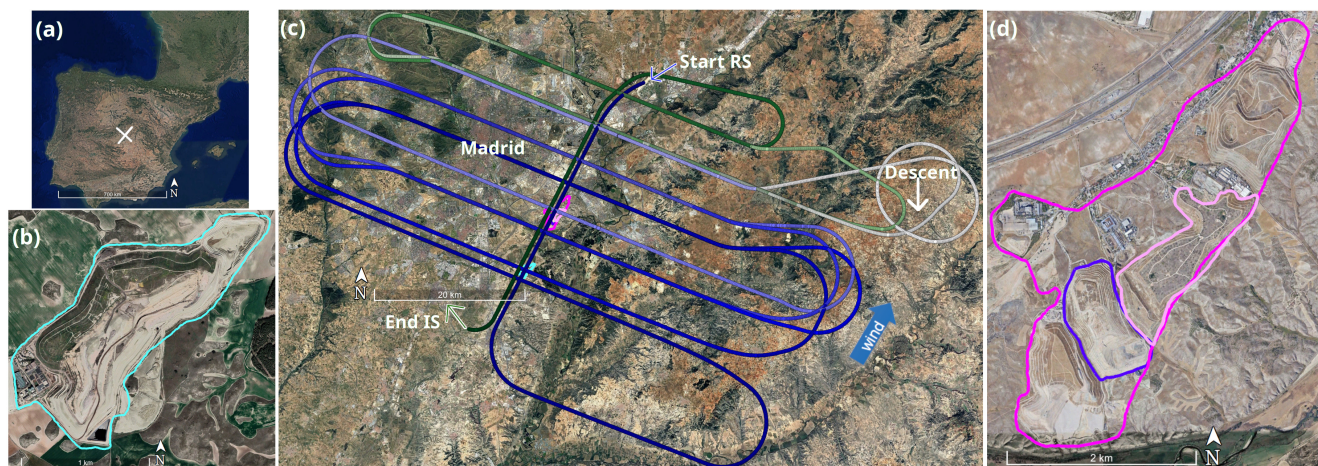 (a)
700 km
N
(b)
1 km
N
(c)
Start RS
Madrid
Descent
N
20 km
End IS
wind
(d)
2 km
N